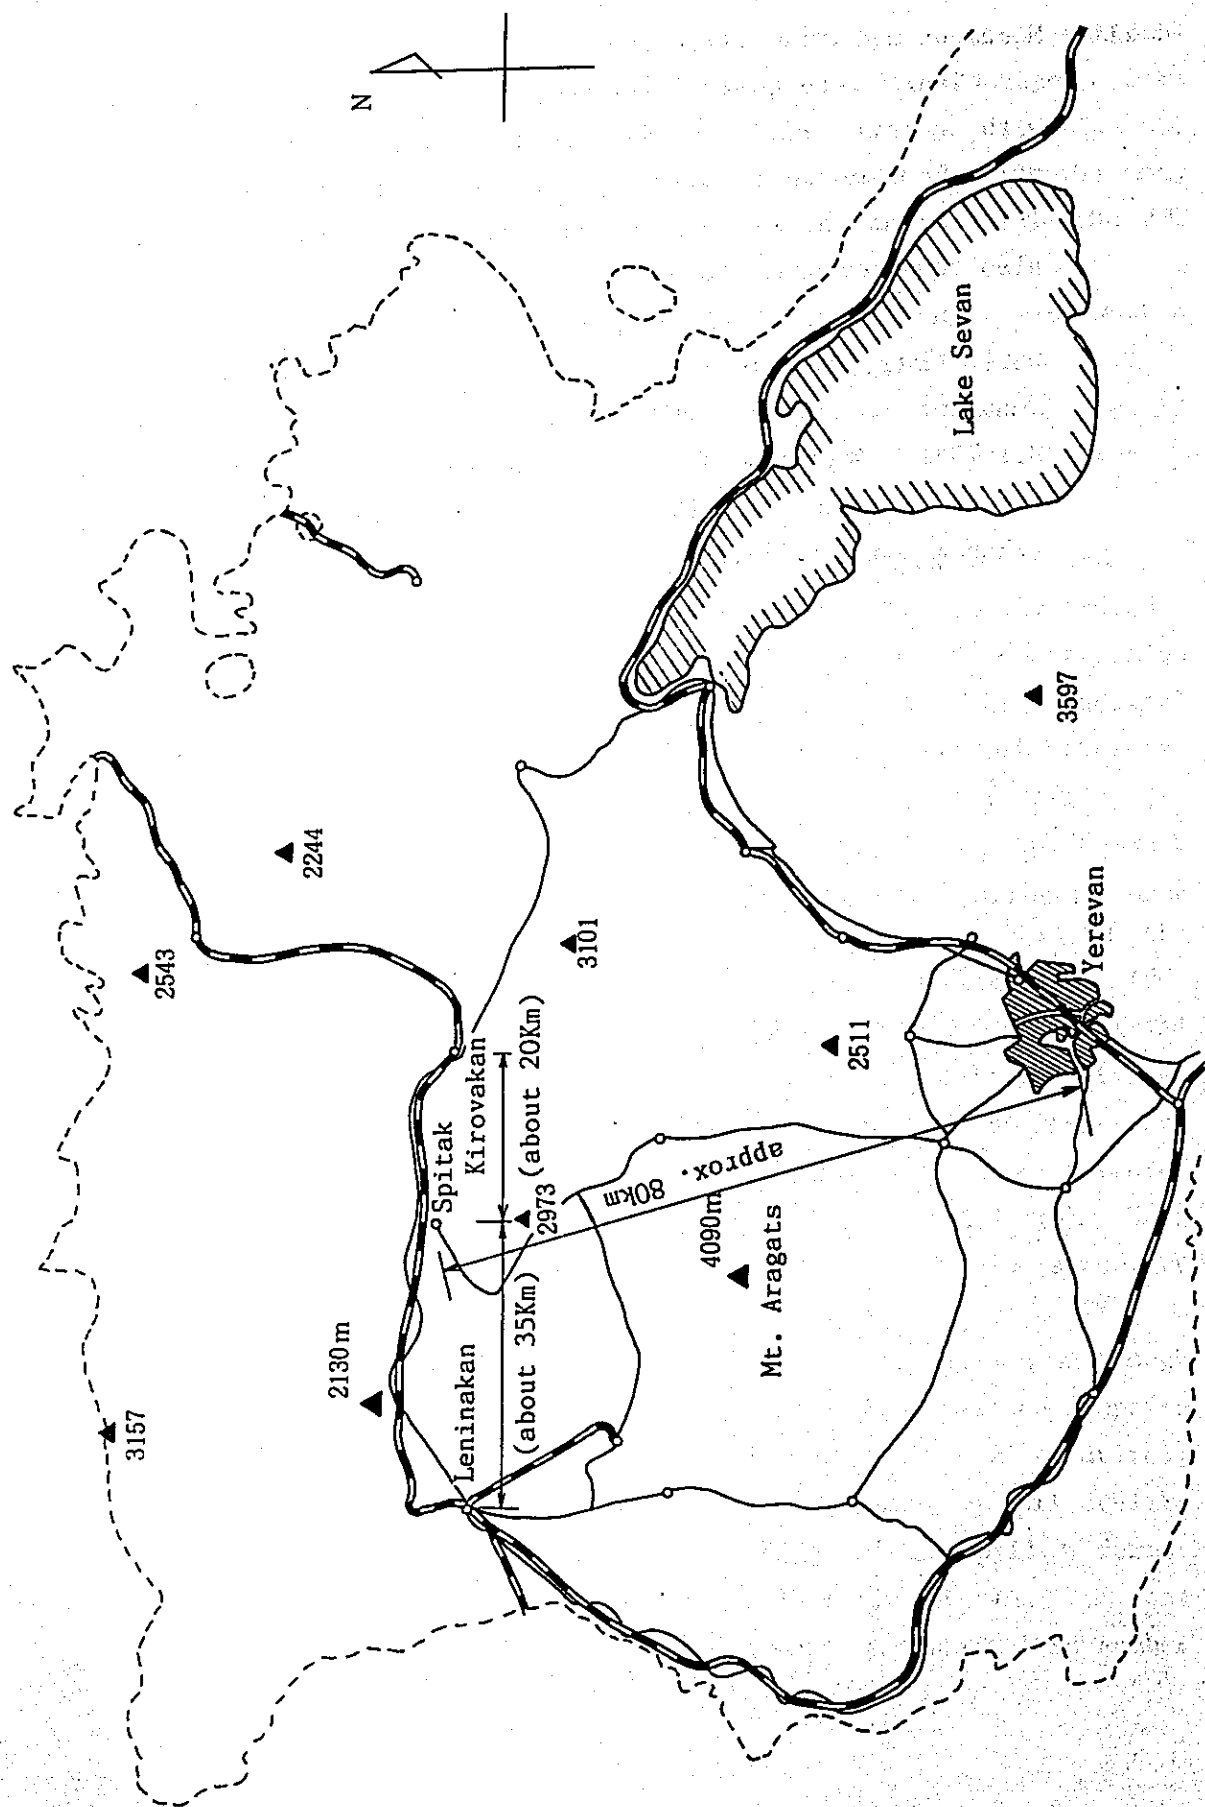 N
3157
2543
2130m
2244
Leninakan
Spitak
Kirovakan
(about 35Km)
2973
(about 20Km)
3101
80km
approx.
4090m
Mt. Aragats
2511
Lake Sevan
3597
Yerevan